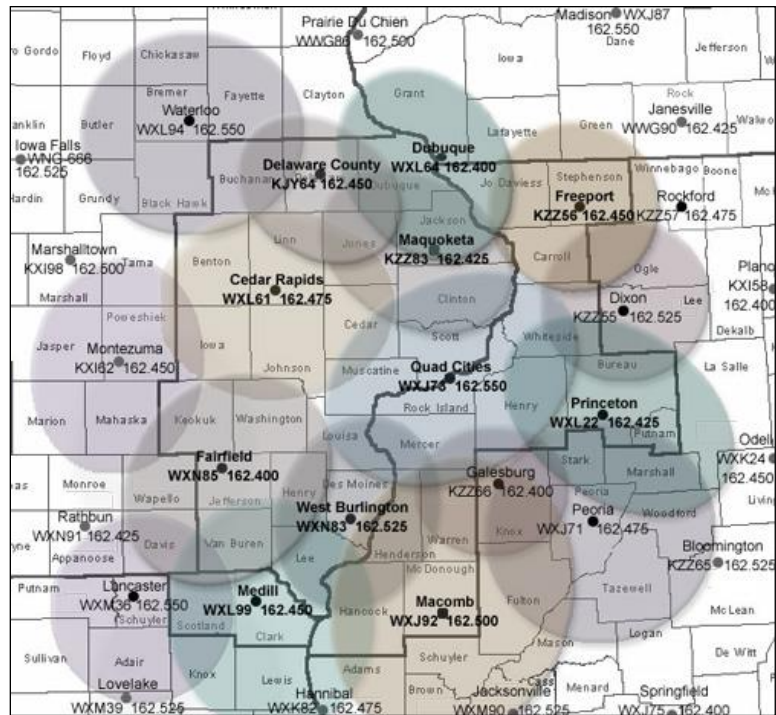 Prairie Du Chien
WWG86 162.500
Madison WXJ87
162.550
Dane
Jefferson
Iowa
Floyd
Chickasaw
Bremer
Fayette
Clayton
Grant
Butler
Waterloo
WXL94 162.550
Lafayette
Green
Rock
Janesville
WWG90 162.425
Iowa Falls
WNG-666
162.525
Dubuque
WXL64 162.400
Delaware County
KJY64 162.450
Buchanan
Dubuque
Jo Daviess
Stephenson
Winnebago
Boone
Freeport
KZZ56 162.450
Rockford
KZZ57 162.475
Grundy
Black Hawk
Jackson
Maquoketa
KZZ83 162.425
Carroll
Ogle
Marshalltown
KXI98 162.500
Tama
Marshall
Benton
Linn
Jones
Cedar Rapids
WXL61 162.475
Clinton
Dixon
KZZ55 162.525
Lee
Dekalb
KXI58
162.400
Poweshiek
Jasper
Montezuma
KXI62 162.450
Iowa
Johnson
Cedar
Scott
Muscatine
Whiteside
Bureau
La Salle
Quad Cities
WXJ73 162.550
Rock Island
Henry
Princeton
WXL22 162.425
Putnam
Marion
Mahaska
Keokuk
Washington
Louisa
Mercer
Stark
Marshall
WXK24
162.450
Fairfield
WXN85 162.400
Monroe
Wapello
Jefferson
Henry
Des Moines
Galesburg
KZZ66 162.400
Knox
Peoria
Peoria
WXJ71 162.475
Woodford
Rathbun
WXN91 162.425
Appanoose
Davis
Van Buren
Lee
West Burlington
WXN83 162.525
Warren
Henderson
Bloomington
KZZ65 162.525
Putnam
Lancaster
WXM36 162.550
Schuyler
Medill
WXL99 162.450
Scotland
Clark
McDonough
Hancock
Macomb
WXJ92 162.500
Fulton
Tazewell
McLean
Mason
Logan
De Witt
Sullivan
Adair
Knox
Lewis
Adams
Schuyler
Brown
Cass
Menard
Lovelake
WXM39 162.525
Hannibal
WXK82 162.475
Jacksonville
WXM90 162.525
Springfield
WXJ75 162.400